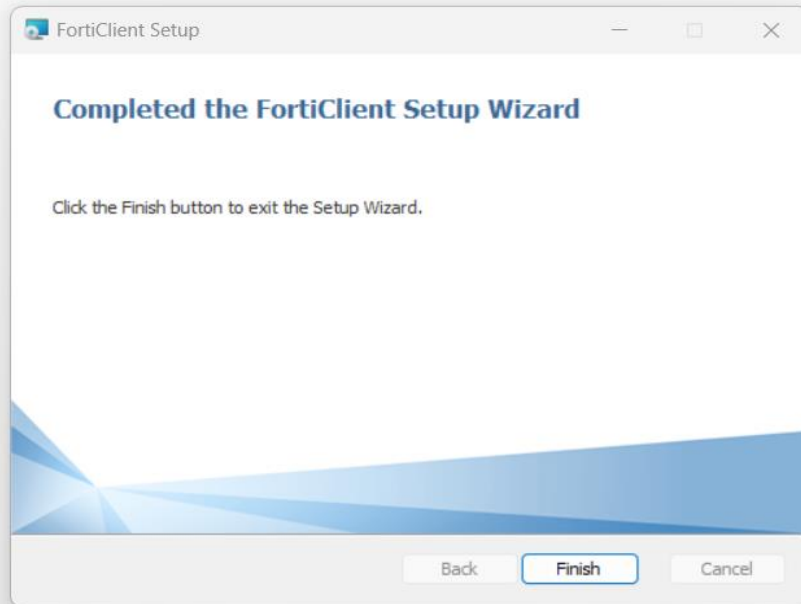 FortiClient Setup
Completed the FortiClient Setup Wizard
Click the Finish button to exit the Setup Wizard.
Back Finish Cancel